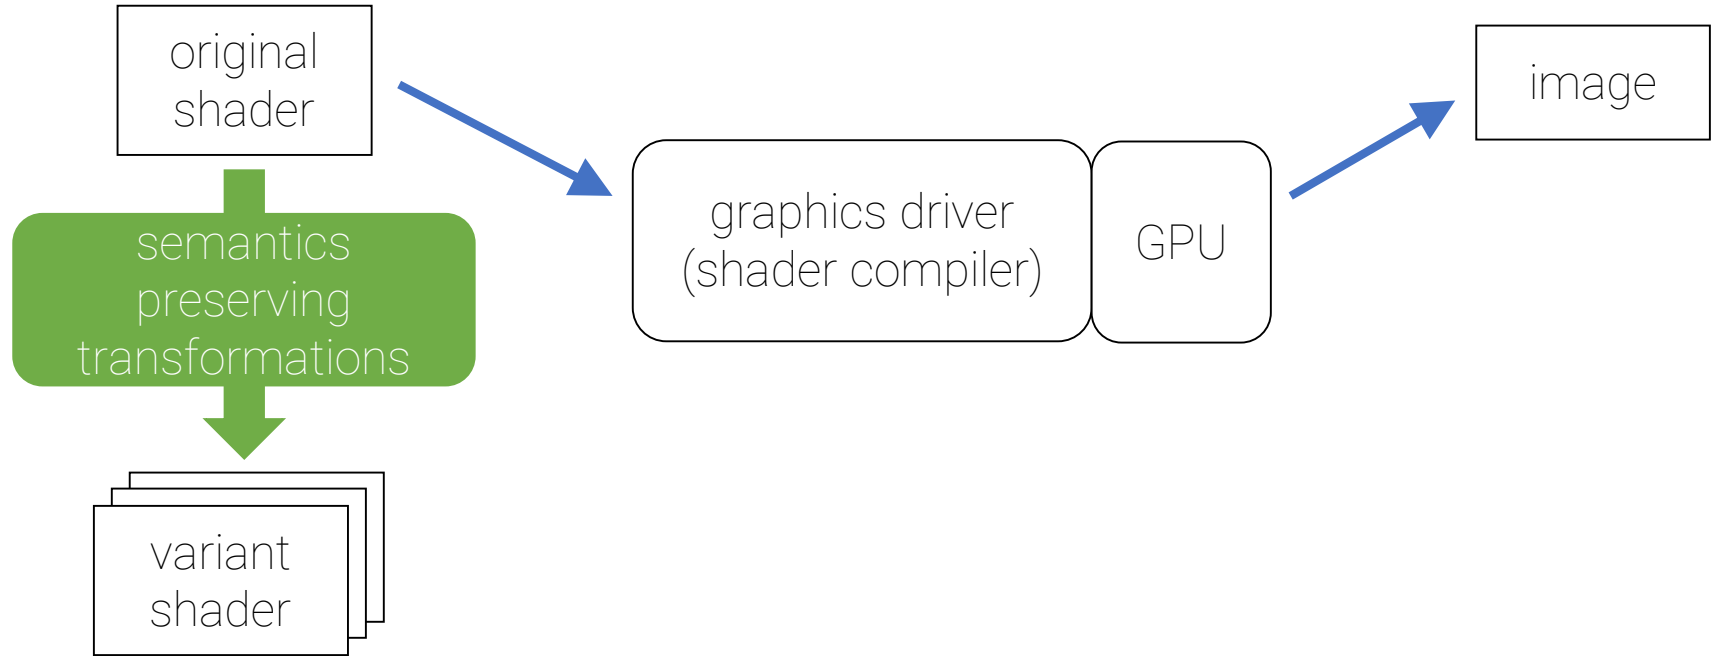 original
shader
semantics
preserving
transformations
variant
shader
graphics driver
(shader compiler)
GPU
image